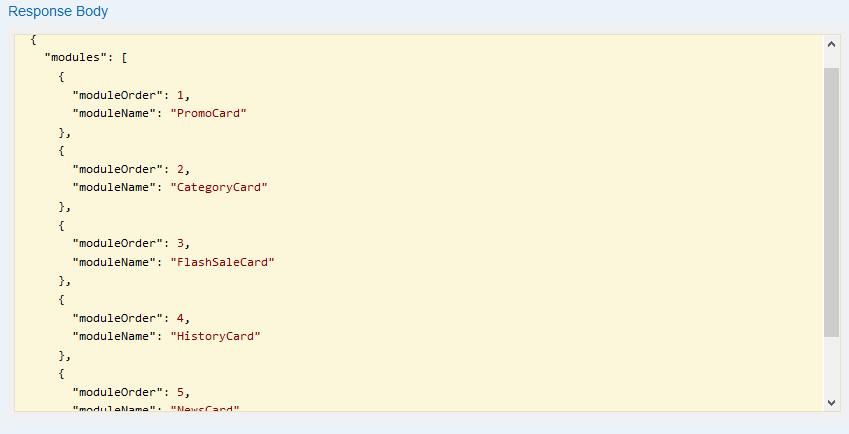 Response Body
{
"modules": [
{
"moduleOrder": 1,
"moduleName": "PromoCard"
},
{
"moduleOrder": 2,
"moduleName": "CategoryCard"
},
{
"moduleOrder": 3,
"moduleName": "FlashSaleCard"
},
{
"moduleOrder": 4,
"moduleName": "HistoryCard"
},
{
"moduleOrder": 5,
"moduleName": "NewsCard"